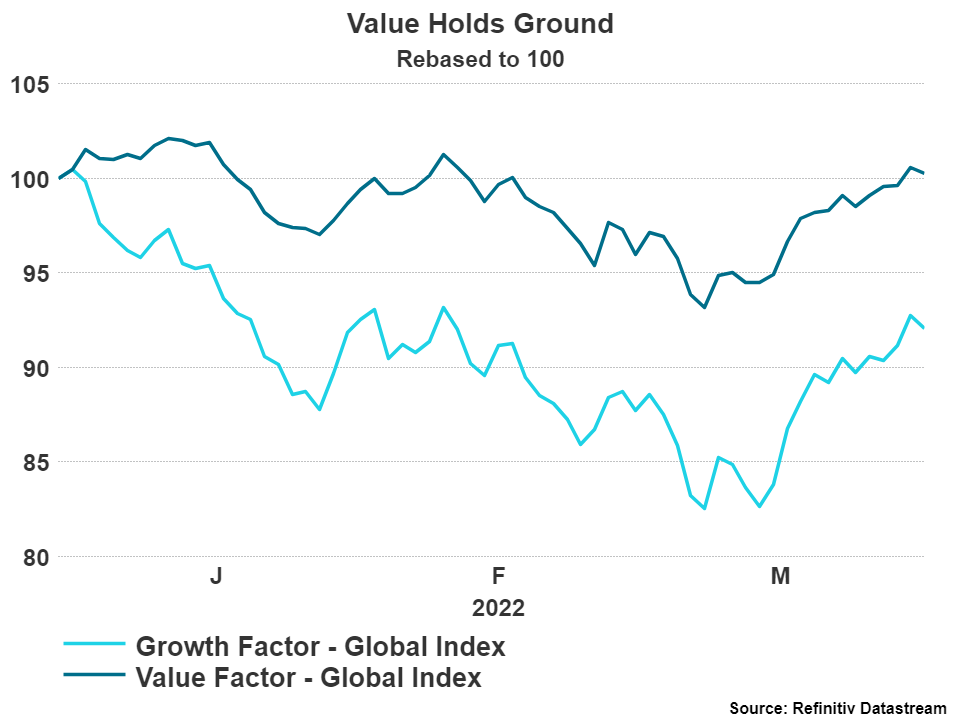 Value Holds Ground
Rebased to 100
105
100
95
90
85
80
J F M
2022
Growth Factor - Global Index
Value Factor - Global Index
Source: Refinitiv Datastream